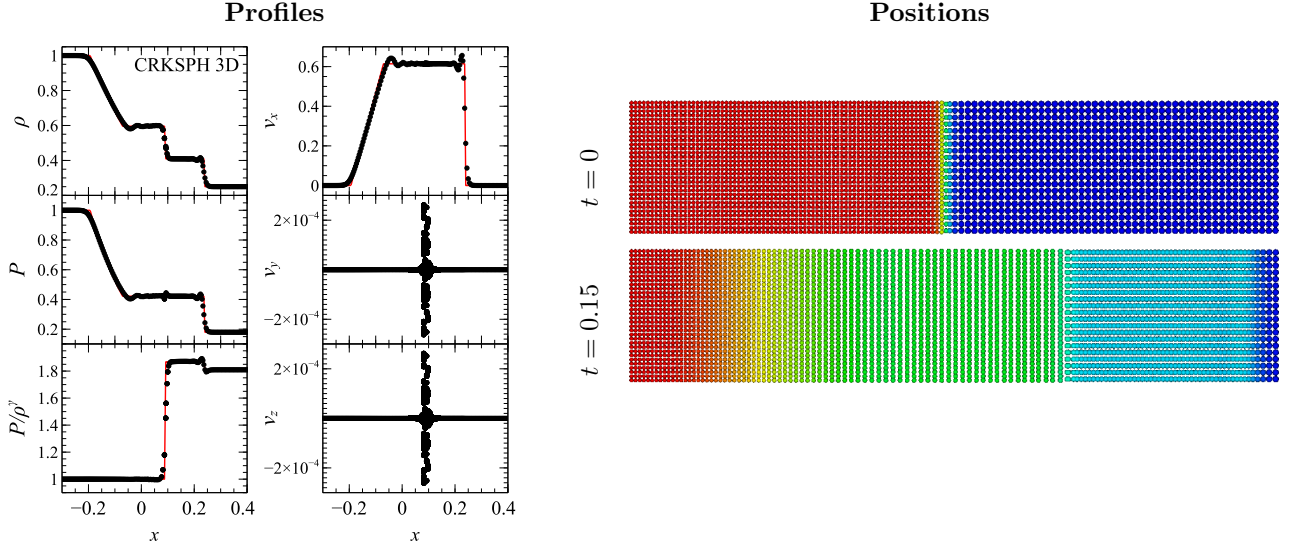 Profiles
Positions
CRKSPH 3D
ρ
1
0.8
0.6
0.4
0.2
v_x
0.6
0.4
0.2
0
P
1
0.8
0.6
0.4
0.2
v_y
2×10⁻⁴
−2×10⁻⁴
P/ρ^γ
1.8
1.6
1.4
1.2
1
v_z
2×10⁻⁴
−2×10⁻⁴
−0.2 0 0.2 0.4
x
−0.2 0 0.2 0.4
x
t = 0
t = 0.15